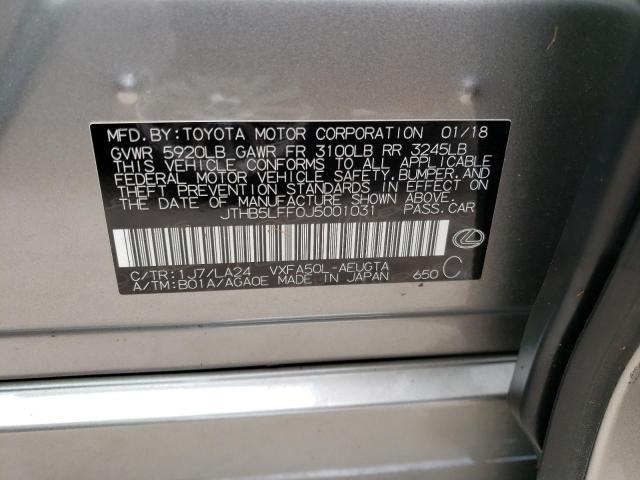 MFD.BY:TOYOTA MOTOR CORPORATION 01/18
GVWR 5920LB GAWR FR 3100LB RR 3245LB
THIS VEHICLE CONFORMS TO ALL APPLICABLE
FEDERAL MOTOR VEHICLE SAFETY,BUMPER,AND
THEFT PREVENTION STANDARDS IN EFFECT ON
THE DATE OF MANUFACTURE SHOWN ABOVE.
JTHB5LFF0J5001031 PASS.CAR
C/TR:1J7/LA24 VXFA50L-AEUGTA
A/TM:B01A/AGA0E MADE IN JAPAN 650 C